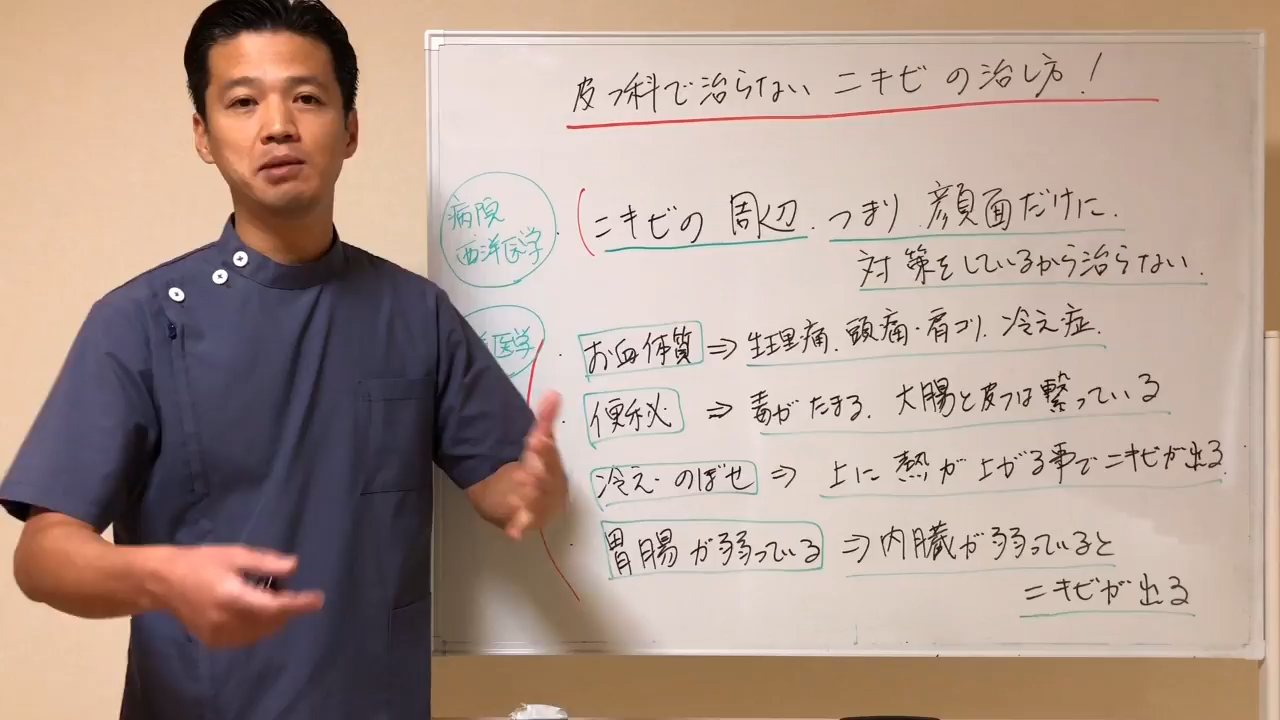 皮フ科で治らない ニキビの治し方！
病院
西洋医学
ニキビの周辺、つまり顔面だけに、
対策をしているから治らない。
医学
・お血体質⇒生理痛、頭痛・肩コリ、冷え症、
・便秘⇒毒がたまる、大腸と皮フは繋っている
冷え・のぼせ⇒上に熱が上がる事でニキビが出る
・胃腸が弱っている⇒内臓が弱っていると
ニキビが出る